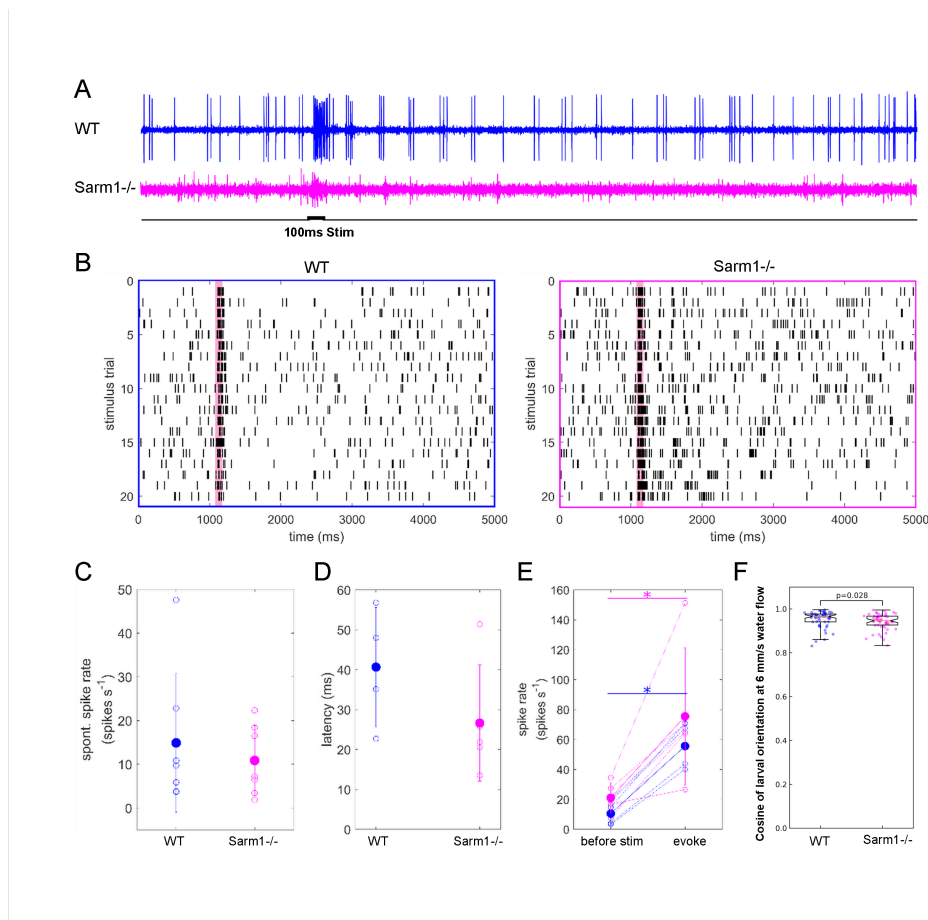 A
WT
Sarm1-/-
100ms Stim
B
WT
Sarm1-/-
0
5
10
15
20
stimulus trial
0 1000 2000 3000 4000 5000
time (ms)
0
5
10
15
20
stimulus trial
0 1000 2000 3000 4000 5000
time (ms)
C
50
40
30
20
10
0
spont. spike rate
(spikes s-1)
WT Sarm1-/-
D
60
50
40
30
20
10
0
latency (ms)
WT Sarm1-/-
E
160
140
120
100
80
60
40
20
0
spike rate
(spikes s-1)
*
*
before stim evoke
F
p=0.028
1.0
0.8
0.6
0.4
0.2
0.0
Cosine of larval orientation at 6 mm/s water flow
WT Sarm1-/-